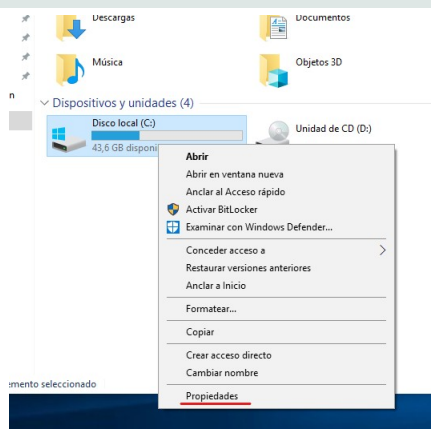 Descargas
Documentos
Música
Objetos 3D
n
Dispositivos y unidades (4)
Disco local (C:)
Unidad de CD (D:)
43,6 GB disponi
Abrir
Abrir en ventana nueva
Anclar al Acceso rápido
Activar BitLocker
Examinar con Windows Defender...
Conceder acceso a
Restaurar versiones anteriores
Anclar a Inicio
Formatear...
Copiar
Crear acceso directo
Cambiar nombre
Propiedades
emento seleccionado